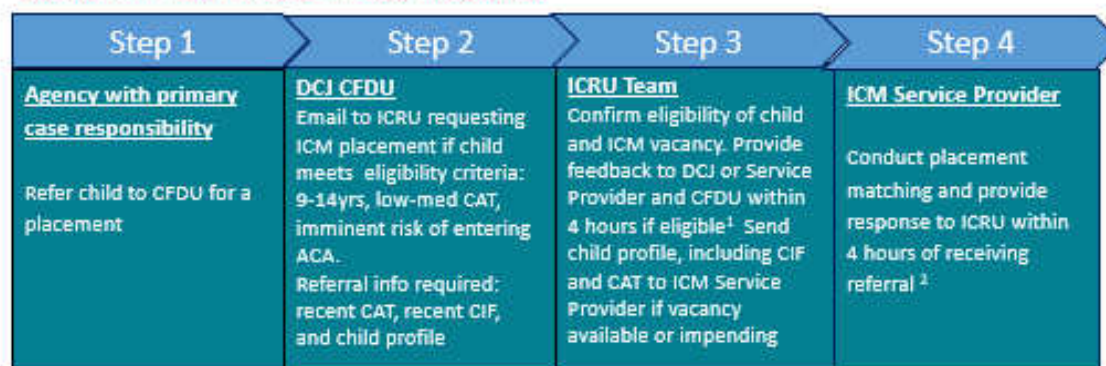 Step 1
Step 2
Step 3
Step 4
Agency with primary
case responsibility
Refer child to CFDU for a
placement
DCJ CFDU
Email to ICRU requesting
ICM placement if child
meets eligibility criteria:
9-14yrs, low-med CAT,
imminent risk of entering
ACA.
Referral info required:
recent CAT, recent CIF,
and child profile
ICRU Team
Confirm eligibility of child
and ICM vacancy. Provide
feedback to DCJ or Service
Provider and CFDU within
4 hours if eligible¹ Send
child profile, including CIF
and CAT to ICM Service
Provider if vacancy
available or impending
ICM Service Provider
Conduct placement
matching and provide
response to ICRU within
4 hours of receiving
referral ²